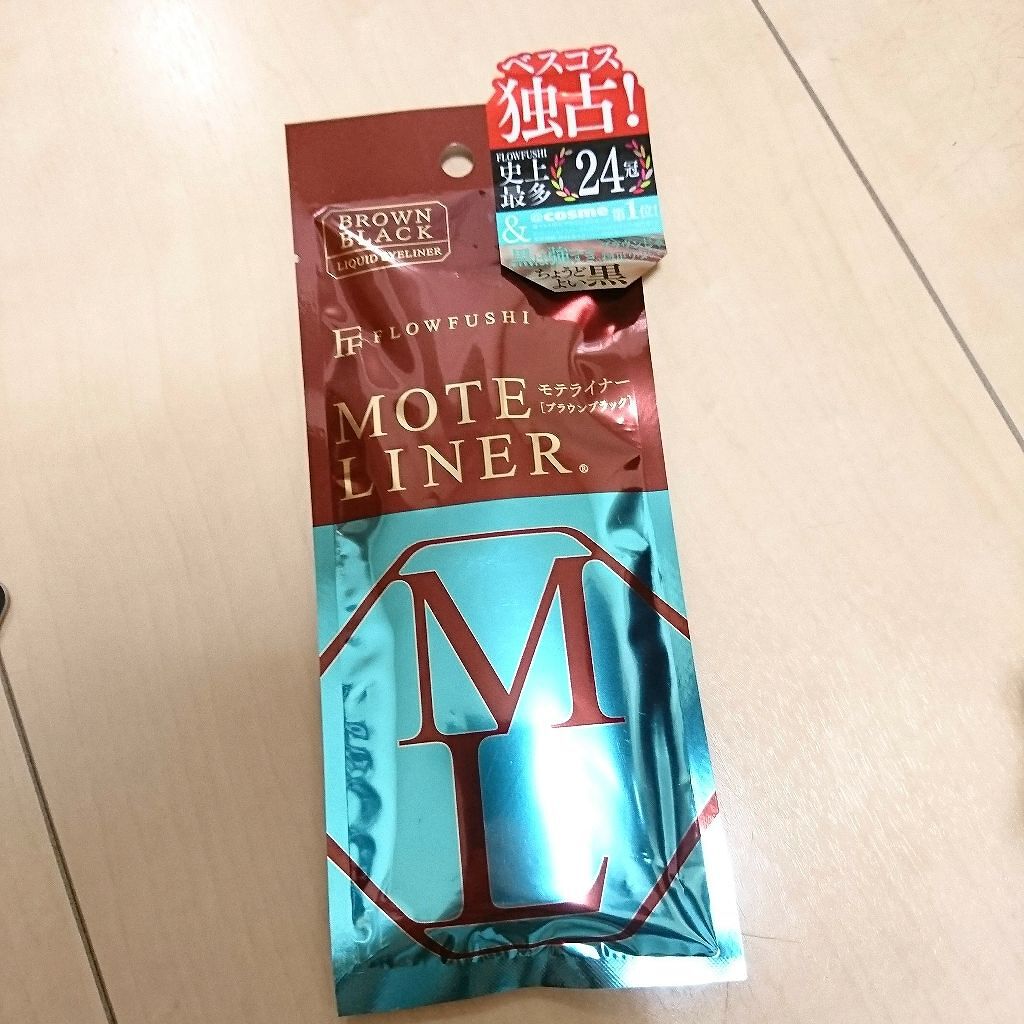 ベスコス
独占!
FLOWFUSHI
史上
最多
24冠
& @cosme 第1位!
ちょうど
よい黒
BROWN
BLACK
LIQUID EYELINER
FF FLOWFUSHI
MOTE
LINER®
モテライナー
[ブラウンブラック]
M
L